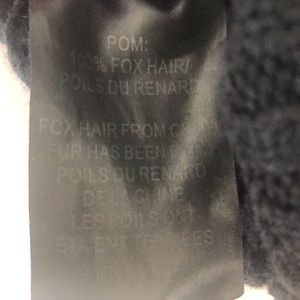 POM:
100% FOX HAIR/
POILS DU RENARD
FOX HAIR FROM
FUR HAS BEEN
POILS DU RENARD
DE LA CHINE
LES POILS ONT